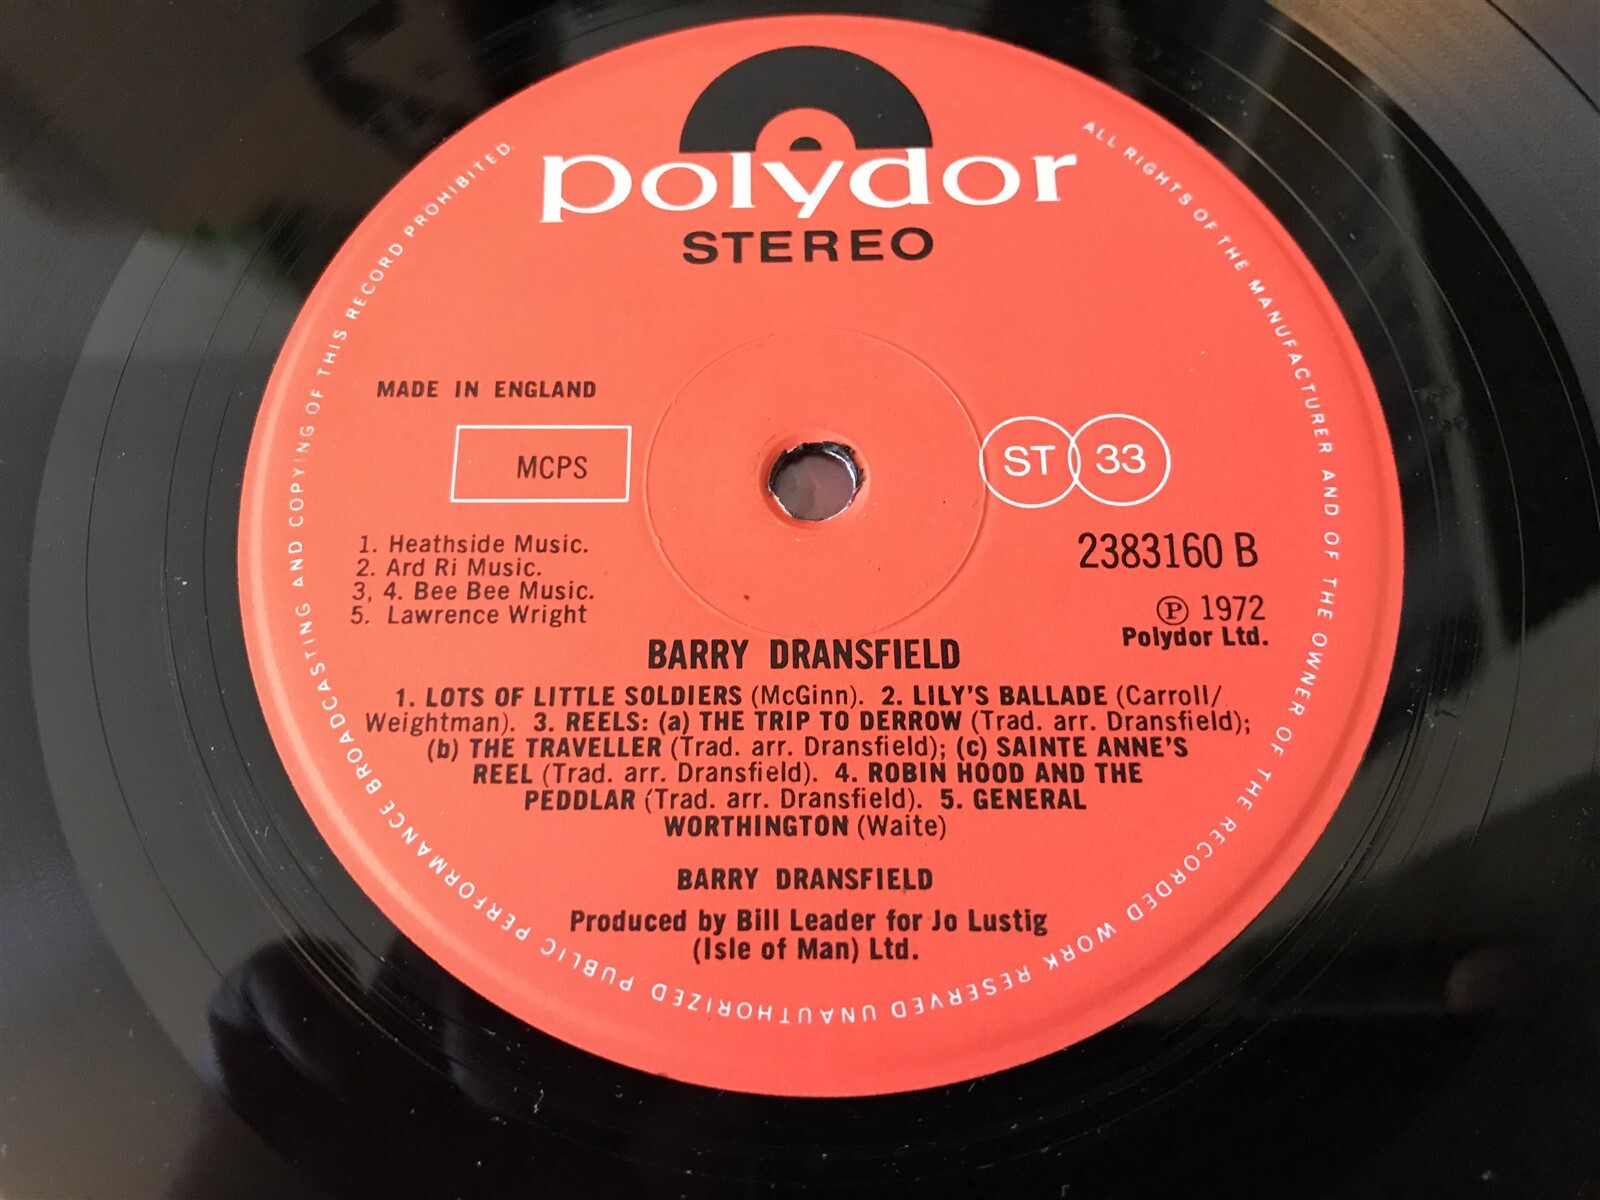 polydor
STEREO
MADE IN ENGLAND
MCPS
ST 33
1. Heathside Music.
2. Ard Ri Music.
3, 4. Bee Bee Music.
5. Lawrence Wright
2383160 B
Ⓟ 1972
Polydor Ltd.
BARRY DRANSFIELD
1. LOTS OF LITTLE SOLDIERS (McGinn). 2. LILY'S BALLADE (Carroll/
Weightman). 3. REELS: (a) THE TRIP TO DERROW (Trad. arr. Dransfield);
(b) THE TRAVELLER (Trad. arr. Dransfield); (c) SAINTE ANNE'S
REEL (Trad. arr. Dransfield). 4. ROBIN HOOD AND THE
PEDDLAR (Trad. arr. Dransfield). 5. GENERAL
WORTHINGTON (Waite)
BARRY DRANSFIELD
Produced by Bill Leader for Jo Lustig
(Isle of Man) Ltd.
ALL RIGHTS OF THE MANUFACTURER AND OF THE OWNER OF THE RECORDED WORK RESERVED UNAUTHORIZED PUBLIC PERFORMANCE BROADCASTING AND COPYING OF THIS RECORD PROHIBITED.